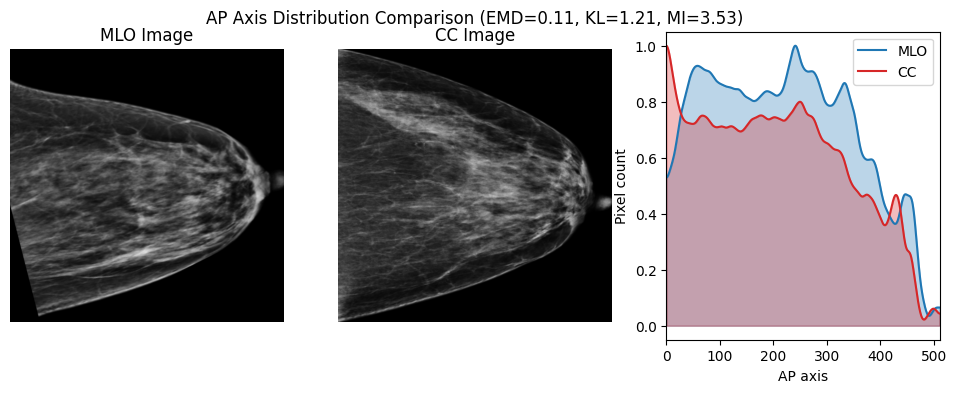 AP Axis Distribution Comparison (EMD=0.11, KL=1.21, MI=3.53)
MLO Image
CC Image
MLO
CC
Pixel count
1.0
0.8
0.6
0.4
0.2
0.0
0 100 200 300 400 500
AP axis